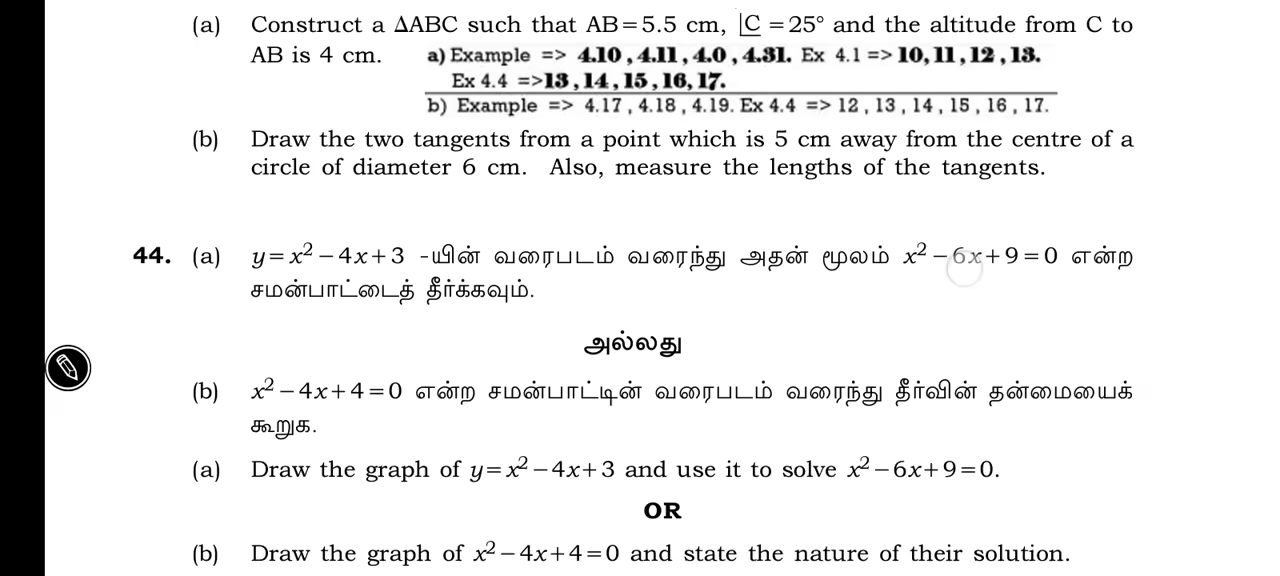 (a) Construct a ΔABC such that AB=5.5 cm, ∠C =25° and the altitude from C to
AB is 4 cm. a) Example => 4.10 , 4.11, 4.0 , 4.31. Ex 4.1 => 10, 11 , 12 , 13.
Ex 4.4 =>13 , 14 , 15 , 16, 17.
b) Example => 4.17 , 4.18 , 4.19. Ex 4.4 => 12 , 13 , 14 , 15 , 16 , 17.
(b) Draw the two tangents from a point which is 5 cm away from the centre of a
circle of diameter 6 cm. Also, measure the lengths of the tangents.
44. (a) y=x² – 4x+3 -யின் வரைபடம் வரைந்து அதன் மூலம் x² – 6x+9=0 என்ற
சமன்பாட்டைத் தீர்க்கவும்.
அல்லது
(b) x² – 4x+4=0 என்ற சமன்பாட்டின் வரைபடம் வரைந்து தீர்வின் தன்மையைக்
கூறுக.
(a) Draw the graph of y=x² – 4x+3 and use it to solve x² – 6x+9=0.
OR
(b) Draw the graph of x² – 4x+4=0 and state the nature of their solution.